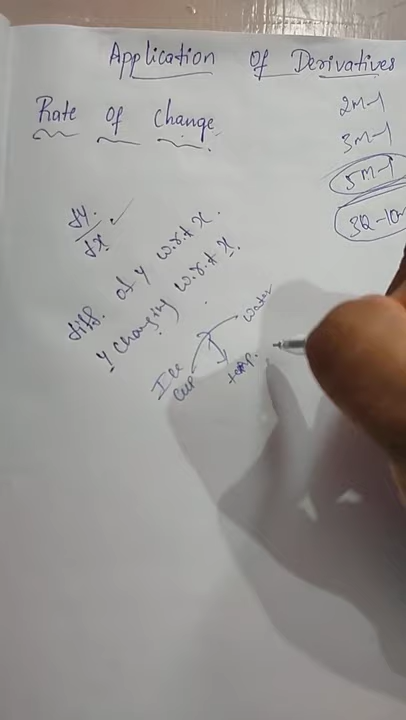 Application Of Derivatives
Rate Of Change
2M-1
3M-1
5M-1
3Q-10M
dy/dx
diff. of y w.r.t x.
y changing w.r.t x.
Ice Cup
temp.
Water